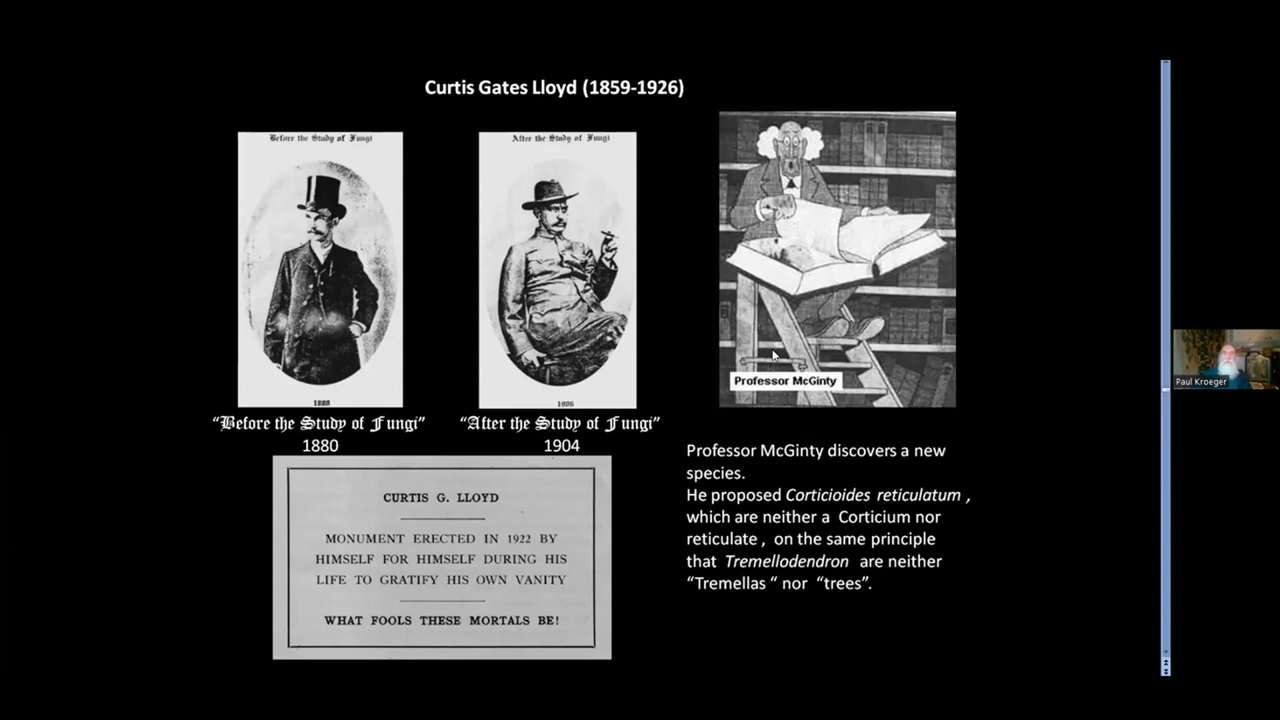 Curtis Gates Lloyd (1859-1926)
Before the Study of Fungi
After the Study of Fungi
Professor McGinty
"Before the Study of Fungi"
1880
"After the Study of Fungi"
1904
CURTIS G. LLOYD
MONUMENT ERECTED IN 1922 BY
HIMSELF FOR HIMSELF DURING HIS
LIFE TO GRATIFY HIS OWN VANITY
WHAT FOOLS THESE MORTALS BE!
Professor McGinty discovers a new
species.
He proposed Corticioides reticulatum ,
which are neither a Corticium nor
reticulate , on the same principle
that Tremellodendron are neither
"Tremellas " nor "trees".
Paul Kroeger